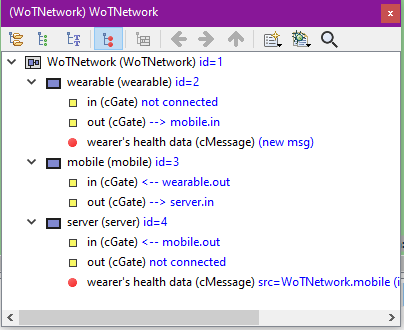 (WoTNetwork) WoTNetwork
WoTNetwork (WoTNetwork) id=1
wearable (wearable) id=2
in (cGate) not connected
out (cGate) --> mobile.in
wearer's health data (cMessage) (new msg)
mobile (mobile) id=3
in (cGate) <-- wearable.out
out (cGate) --> server.in
server (server) id=4
in (cGate) <-- mobile.out
out (cGate) not connected
wearer's health data (cMessage) src=WoTNetwork.mobile (i